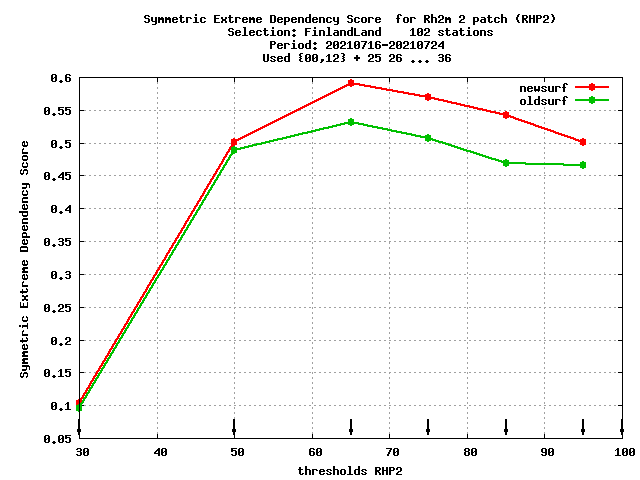 Symmetric Extreme Dependency Score  for Rh2m 2 patch (RHP2)
Selection: FinlandLand    102 stations
Period: 20210716-20210724
Used {00,12} + 25 26 ... 36
newsurf
oldsurf
Symmetric Extreme Dependency Score
0.6
0.55
0.5
0.45
0.4
0.35
0.3
0.25
0.2
0.15
0.1
0.05
30 40 50 60 70 80 90 100
thresholds RHP2